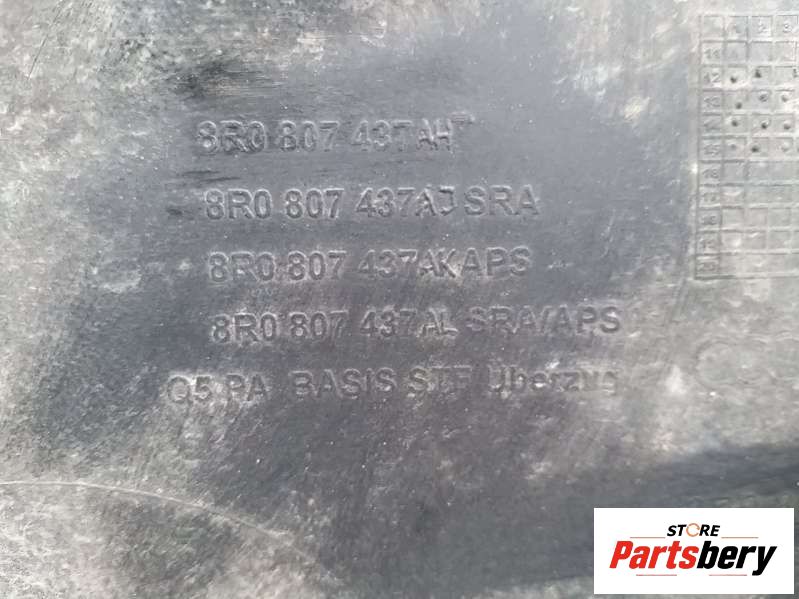 8R0 807 437AH
8R0 807 437AJ SRA
8R0 807 437AK APS
8R0 807 437AL SRA/APS
Q5 PA BASIS STF Überzug
STORE
Partsbery